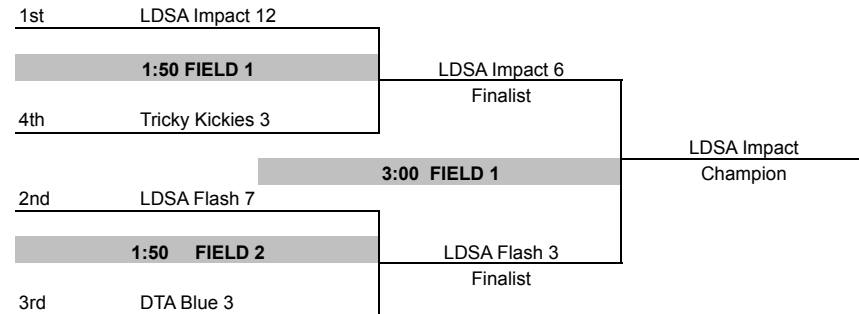 1st LDSA Impact 12
1:50 FIELD 1
LDSA Impact 6
Finalist
4th Tricky Kickies 3
LDSA Impact
3:00 FIELD 1
Champion
2nd LDSA Flash 7
1:50 FIELD 2
LDSA Flash 3
Finalist
3rd DTA Blue 3